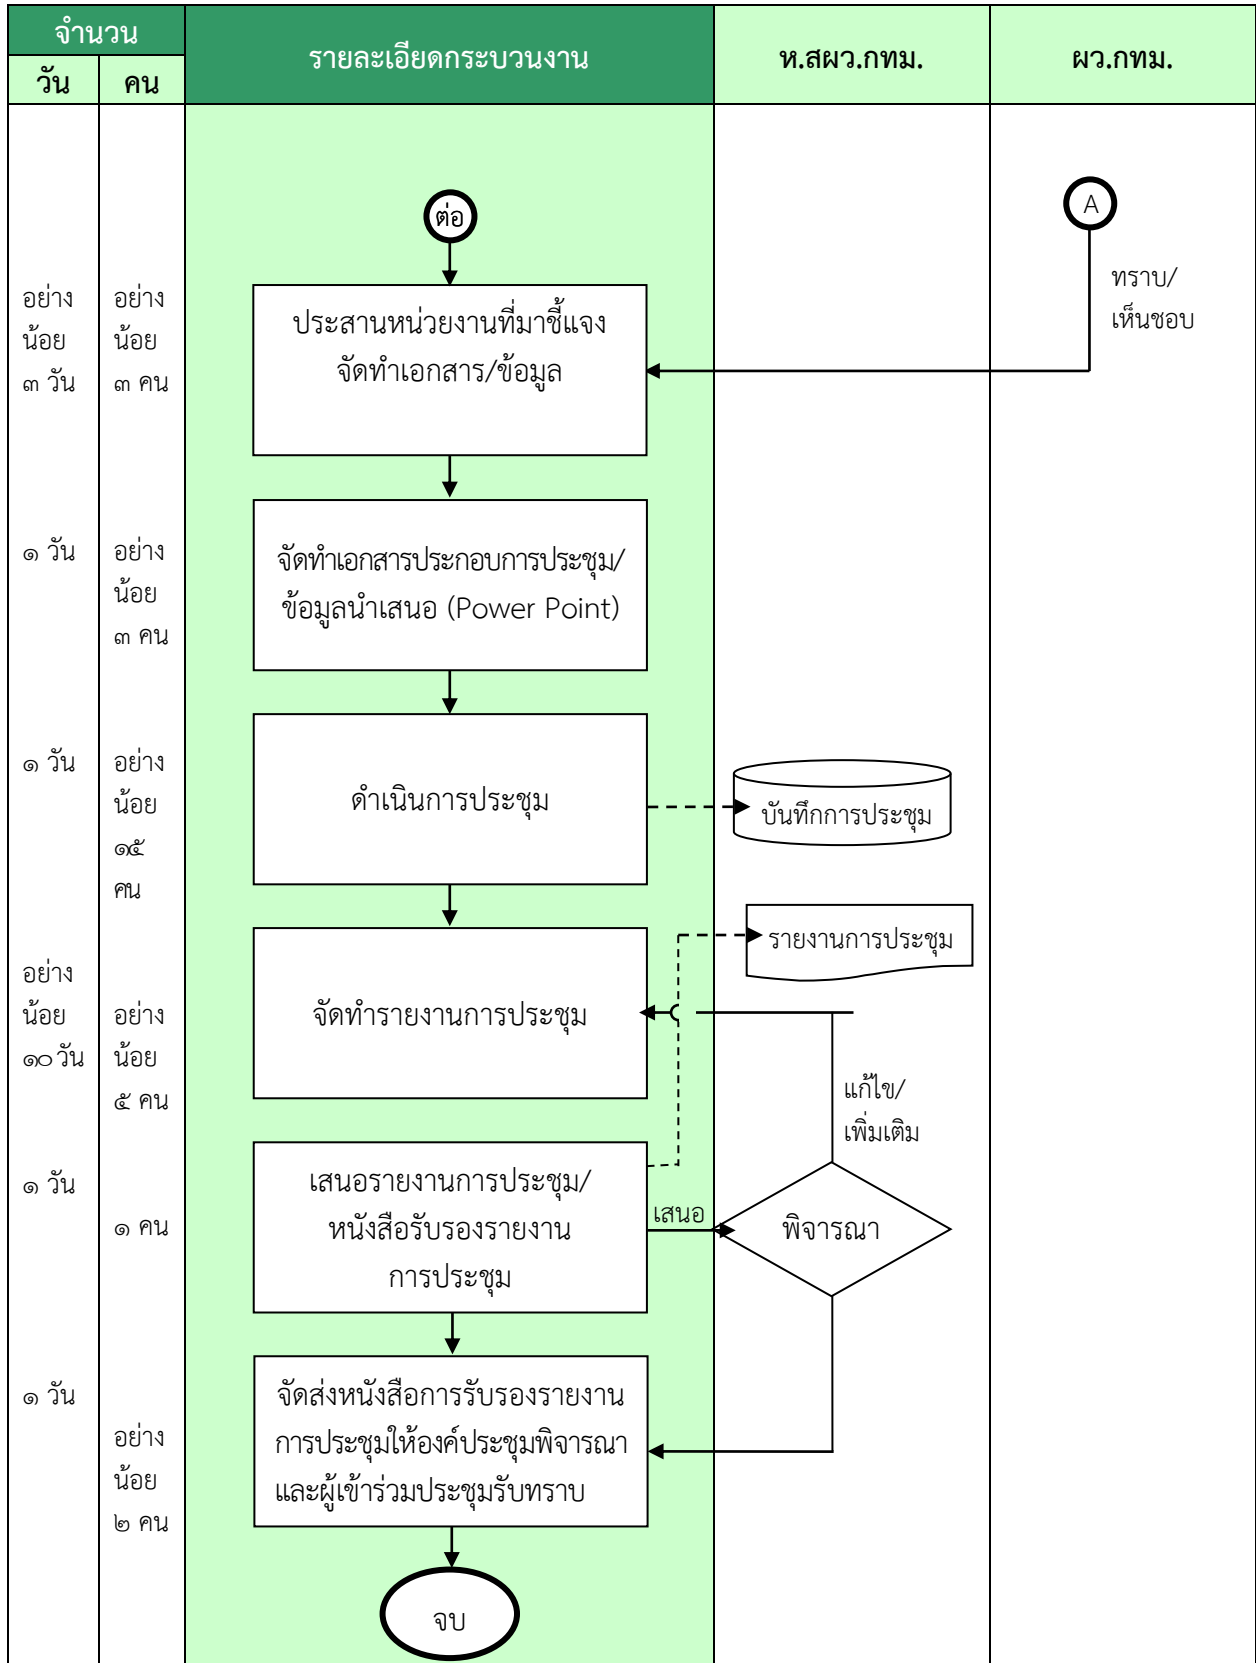 จำนวน
รายละเอียดกระบวนงาน
ห.สผว.กทม.
ผว.กทม.
วัน
คน
ต่อ
A
ทราบ/
เห็นชอบ
อย่าง
น้อย
๓ วัน
อย่าง
น้อย
๓ คน
ประสานหน่วยงานที่มาชี้แจง
จัดทำเอกสาร/ข้อมูล
๑ วัน
อย่าง
น้อย
๓ คน
จัดทำเอกสารประกอบการประชุม/
ข้อมูลนำเสนอ (Power Point)
๑ วัน
อย่าง
น้อย
๑๕
คน
ดำเนินการประชุม
บันทึกการประชุม
รายงานการประชุม
อย่าง
น้อย
๑๐ วัน
อย่าง
น้อย
๕ คน
จัดทำรายงานการประชุม
แก้ไข/
เพิ่มเติม
๑ วัน
๑ คน
เสนอรายงานการประชุม/
หนังสือรับรองรายงาน
การประชุม
เสนอ
พิจารณา
๑ วัน
อย่าง
น้อย
๒ คน
จัดส่งหนังสือการรับรองรายงาน
การประชุมให้องค์ประชุมพิจารณา
และผู้เข้าร่วมประชุมรับทราบ
จบ